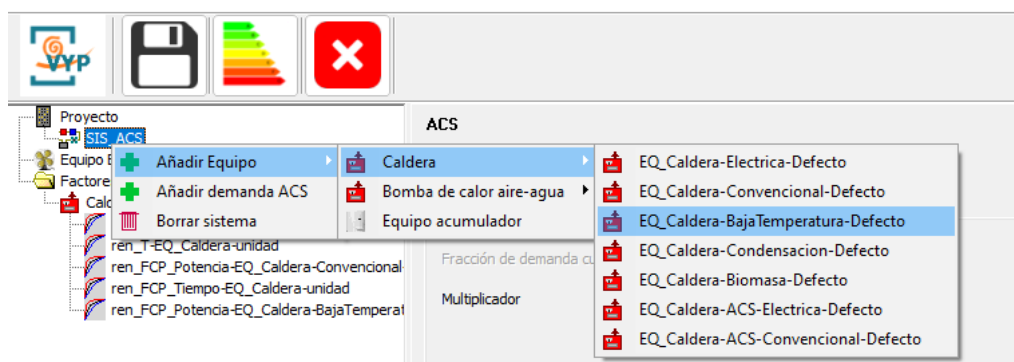 VYP
Proyecto
SIS_ACS
Equipo
Factore
Cald
ren_T-EQ_Caldera-unidad
ren_FCP_Potencia-EQ_Caldera-Convencional-
ren_FCP_Tiempo-EQ_Caldera-unidad
ren_FCP_Potencia-EQ_Caldera-BajaTemperat
Añadir Equipo
Añadir demanda ACS
Borrar sistema
Caldera
Bomba de calor aire-agua
Equipo acumulador
EQ_Caldera-Electrica-Defecto
EQ_Caldera-Convencional-Defecto
EQ_Caldera-BajaTemperatura-Defecto
EQ_Caldera-Condensacion-Defecto
EQ_Caldera-Biomasa-Defecto
EQ_Caldera-ACS-Electrica-Defecto
EQ_Caldera-ACS-Convencional-Defecto
ACS
Fracción de demanda cu
Multiplicador